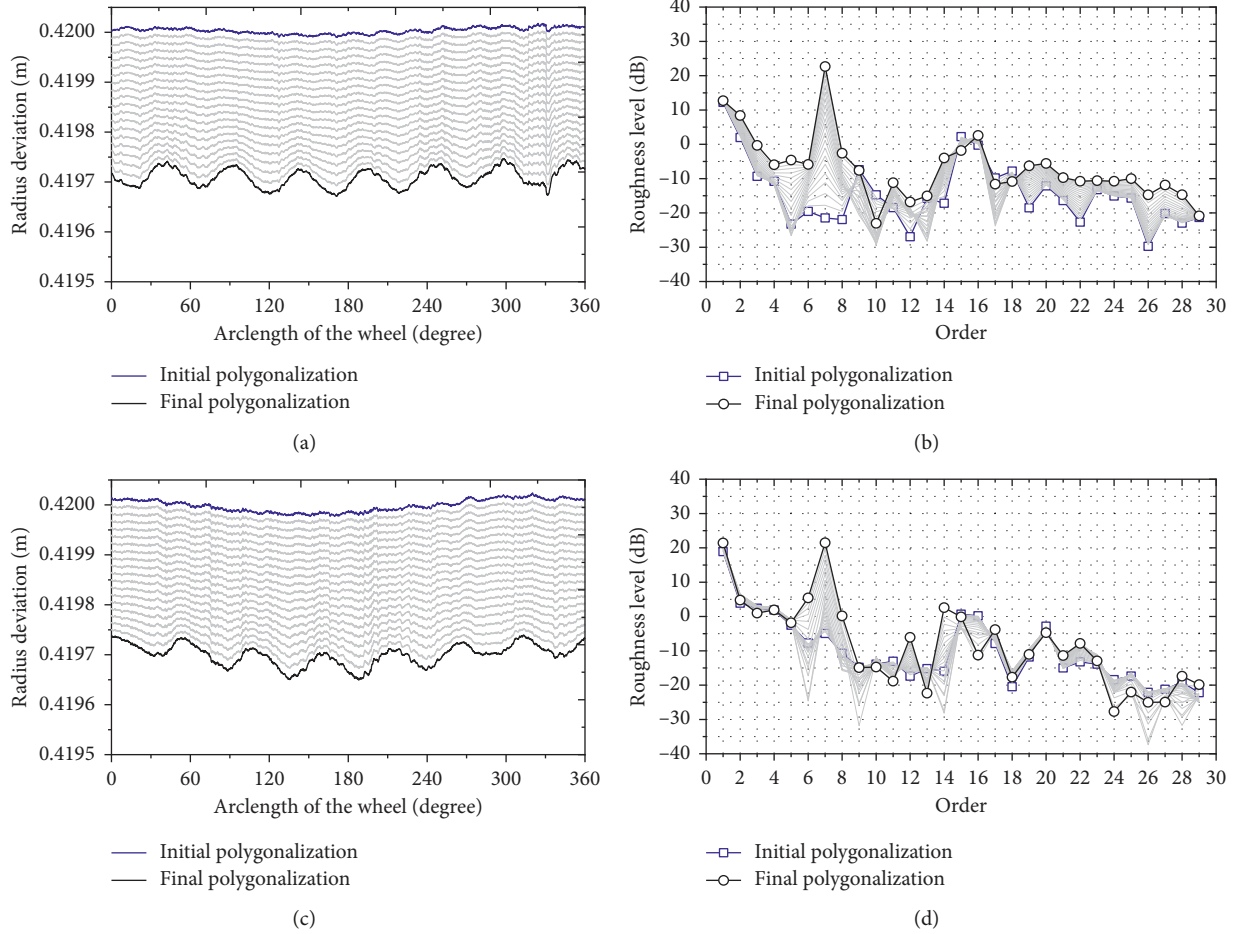 0.4200
0.4199
0.4198
0.4197
0.4196
0.4195
Radius deviation (m)
0 60 120 180 240 300 360
Arclength of the wheel (degree)
Initial polygonalization
Final polygonalization
(a)
40
30
20
10
0
−10
−20
−30
−40
Roughness level (dB)
0 2 4 6 8 10 12 14 16 18 20 22 24 26 28 30
Order
Initial polygonalization
Final polygonalization
(b)
0.4200
0.4199
0.4198
0.4197
0.4196
0.4195
Radius deviation (m)
0 60 120 180 240 300 360
Arclength of the wheel (degree)
Initial polygonalization
Final polygonalization
(c)
40
30
20
10
0
−10
−20
−30
−40
Roughness level (dB)
0 2 4 6 8 10 12 14 16 18 20 22 24 26 28 30
Order
Initial polygonalization
Final polygonalization
(d)